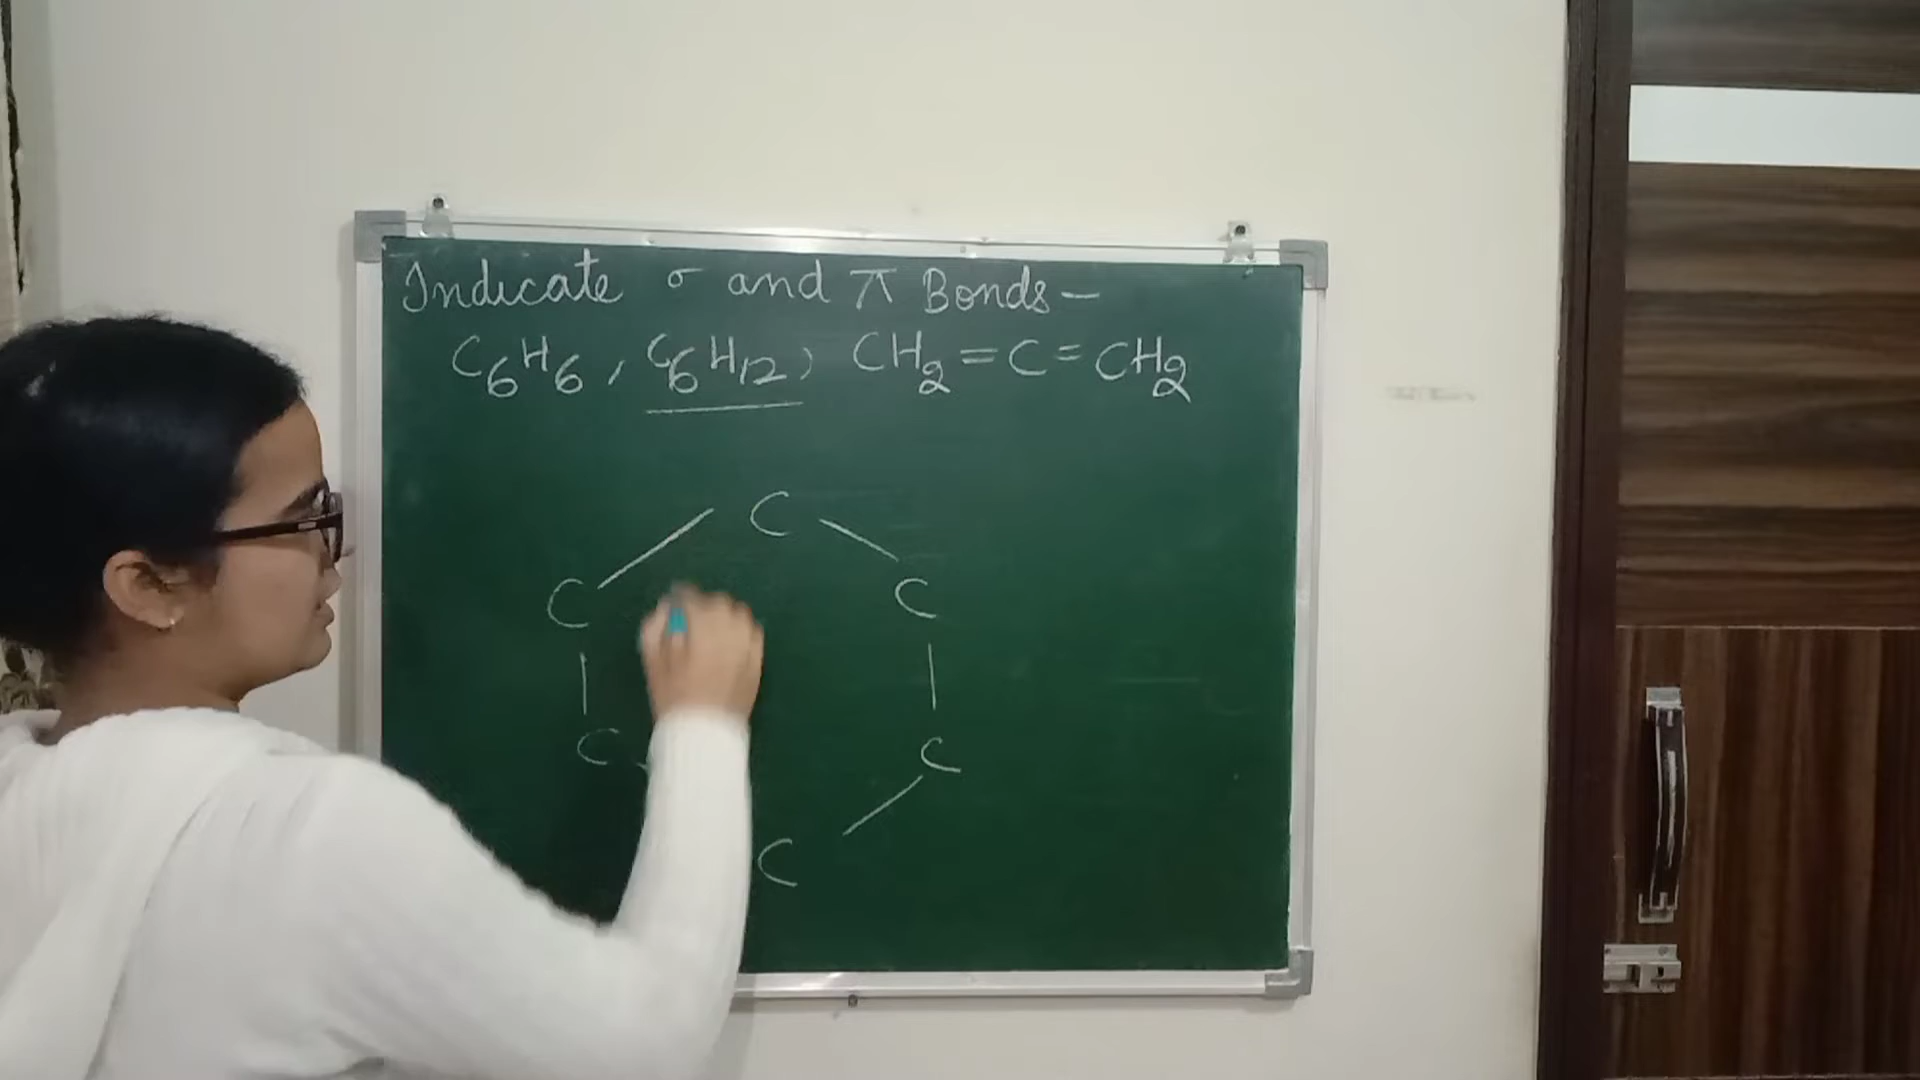 Indicate σ and π Bonds-
C₆H₆, C₆H₁₂, CH₂=C=CH₂
C
C C
C C
C